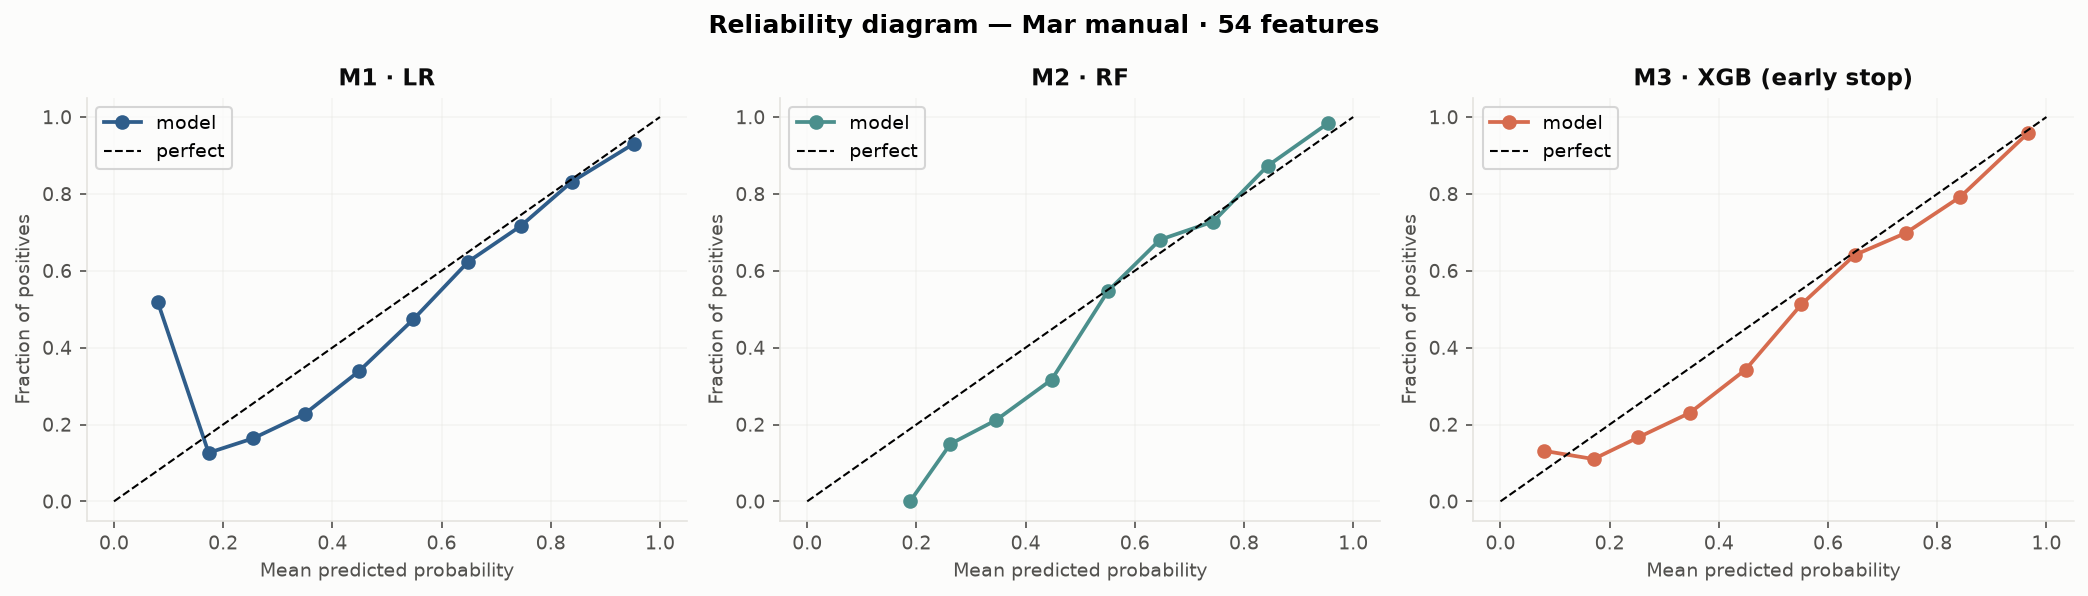 Reliability diagram — Mar manual · 54 features
M1 · LR
model
perfect
1.0
0.8
0.6
0.4
0.2
0.0
Fraction of positives
0.0 0.2 0.4 0.6 0.8 1.0
Mean predicted probability
M2 · RF
model
perfect
1.0
0.8
0.6
0.4
0.2
0.0
Fraction of positives
0.0 0.2 0.4 0.6 0.8 1.0
Mean predicted probability
M3 · XGB (early stop)
model
perfect
1.0
0.8
0.6
0.4
0.2
0.0
Fraction of positives
0.0 0.2 0.4 0.6 0.8 1.0
Mean predicted probability